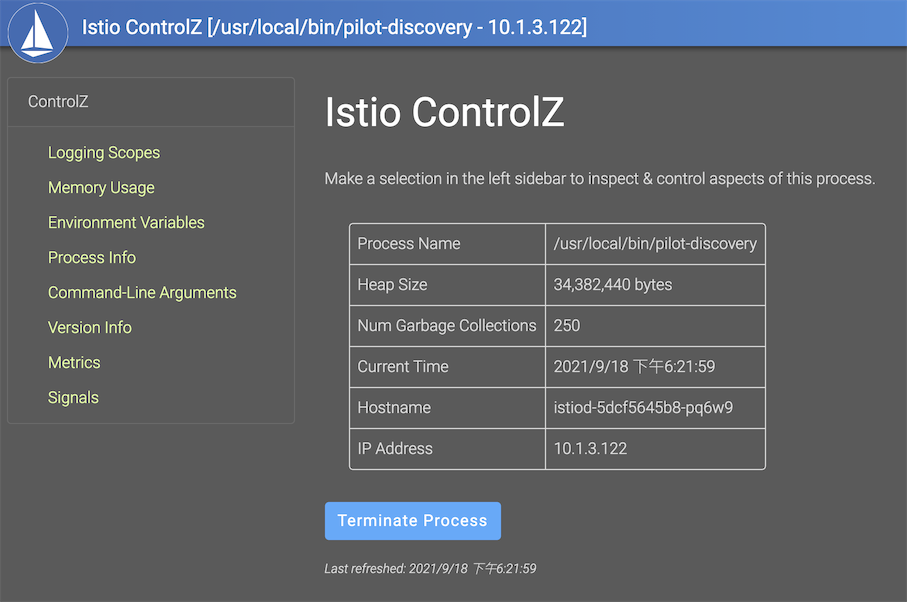 Istio ControlZ [/usr/local/bin/pilot-discovery - 10.1.3.122]
ControlZ
Logging Scopes
Memory Usage
Environment Variables
Process Info
Command-Line Arguments
Version Info
Metrics
Signals
Istio ControlZ
Make a selection in the left sidebar to inspect & control aspects of this process.
Process Name /usr/local/bin/pilot-discovery
Heap Size 34,382,440 bytes
Num Garbage Collections 250
Current Time 2021/9/18 下午6:21:59
Hostname istiod-5dcf5645b8-pq6w9
IP Address 10.1.3.122
Terminate Process
Last refreshed: 2021/9/18 下午6:21:59